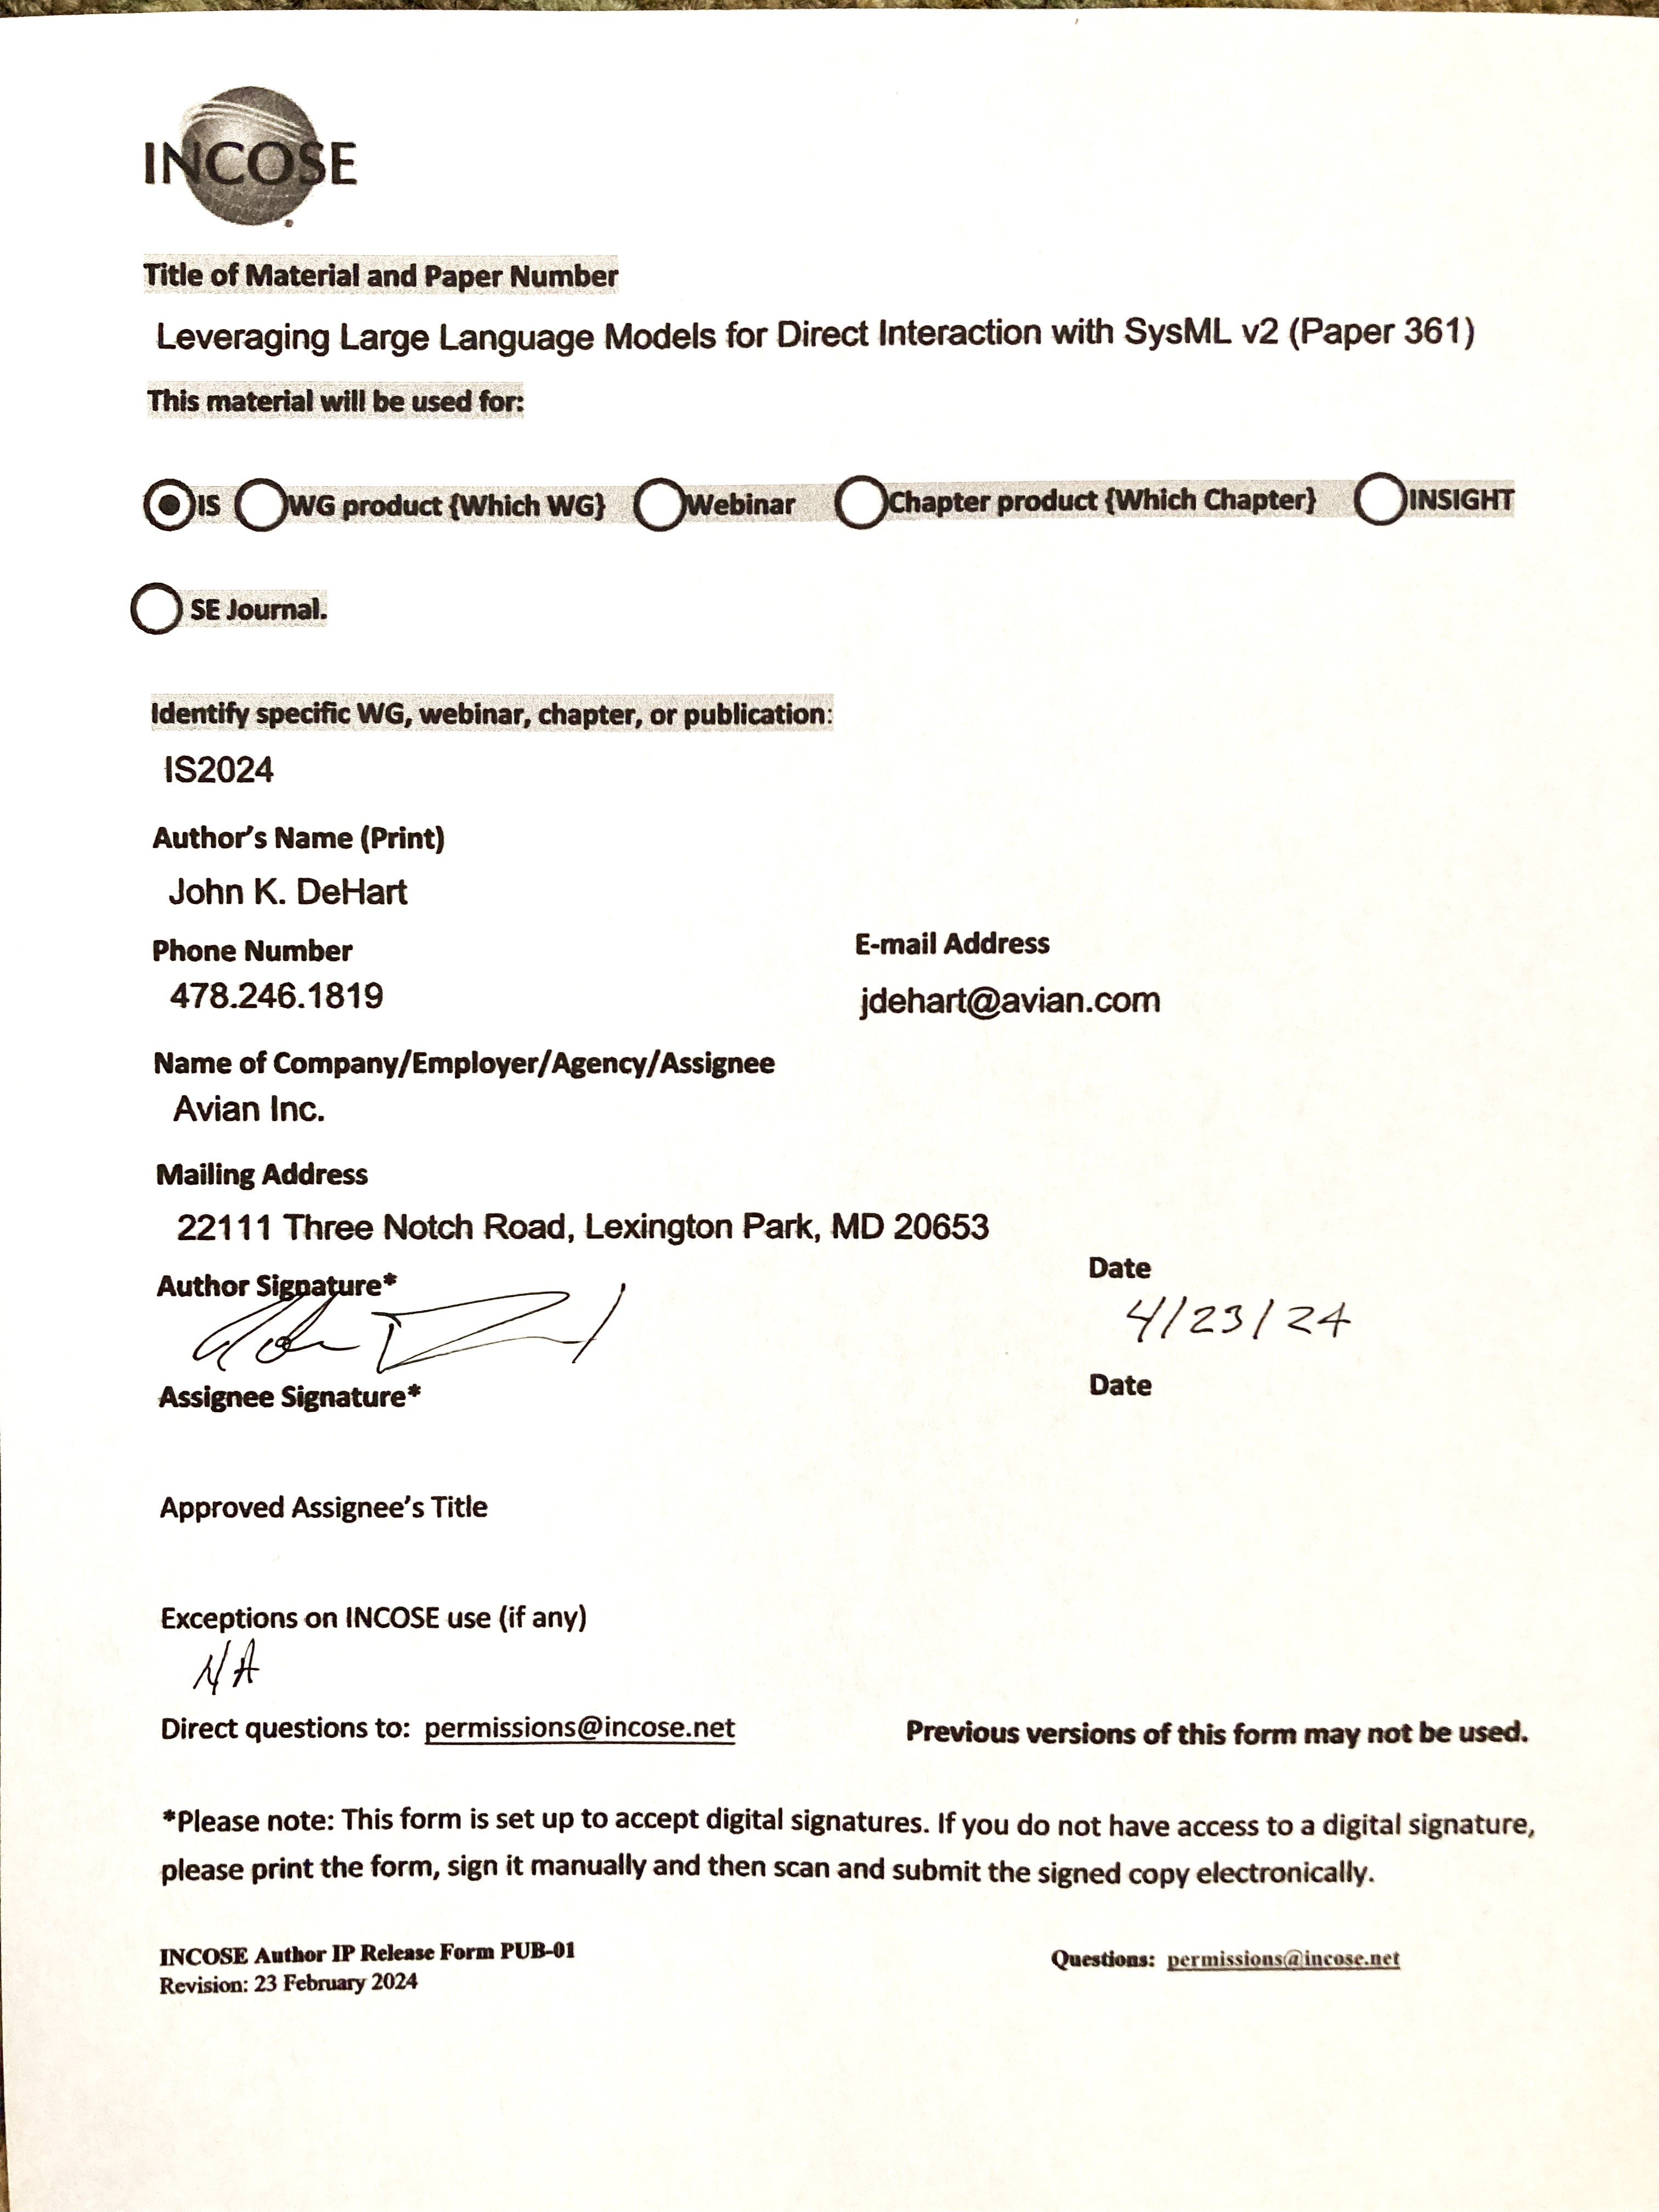 INCOSE
Title of Material and Paper Number
Leveraging Large Language Models for Direct Interaction with SysML v2 (Paper 361)
This material will be used for:
IS WG product {Which WG} Webinar Chapter product {Which Chapter} INSIGHT
SE Journal.
Identify specific WG, webinar, chapter, or publication:
IS2024
Author's Name (Print)
John K. DeHart
Phone Number E-mail Address
478.246.1819 jdehart@avian.com
Name of Company/Employer/Agency/Assignee
Avian Inc.
Mailing Address
22111 Three Notch Road, Lexington Park, MD 20653
Author Signature* Date
4/23/24
Assignee Signature* Date
Approved Assignee's Title
Exceptions on INCOSE use (if any)
N/A
Direct questions to: permissions@incose.net Previous versions of this form may not be used.
*Please note: This form is set up to accept digital signatures. If you do not have access to a digital signature,
please print the form, sign it manually and then scan and submit the signed copy electronically.
INCOSE Author IP Release Form PUB-01 Questions: permissions@incose.net
Revision: 23 February 2024